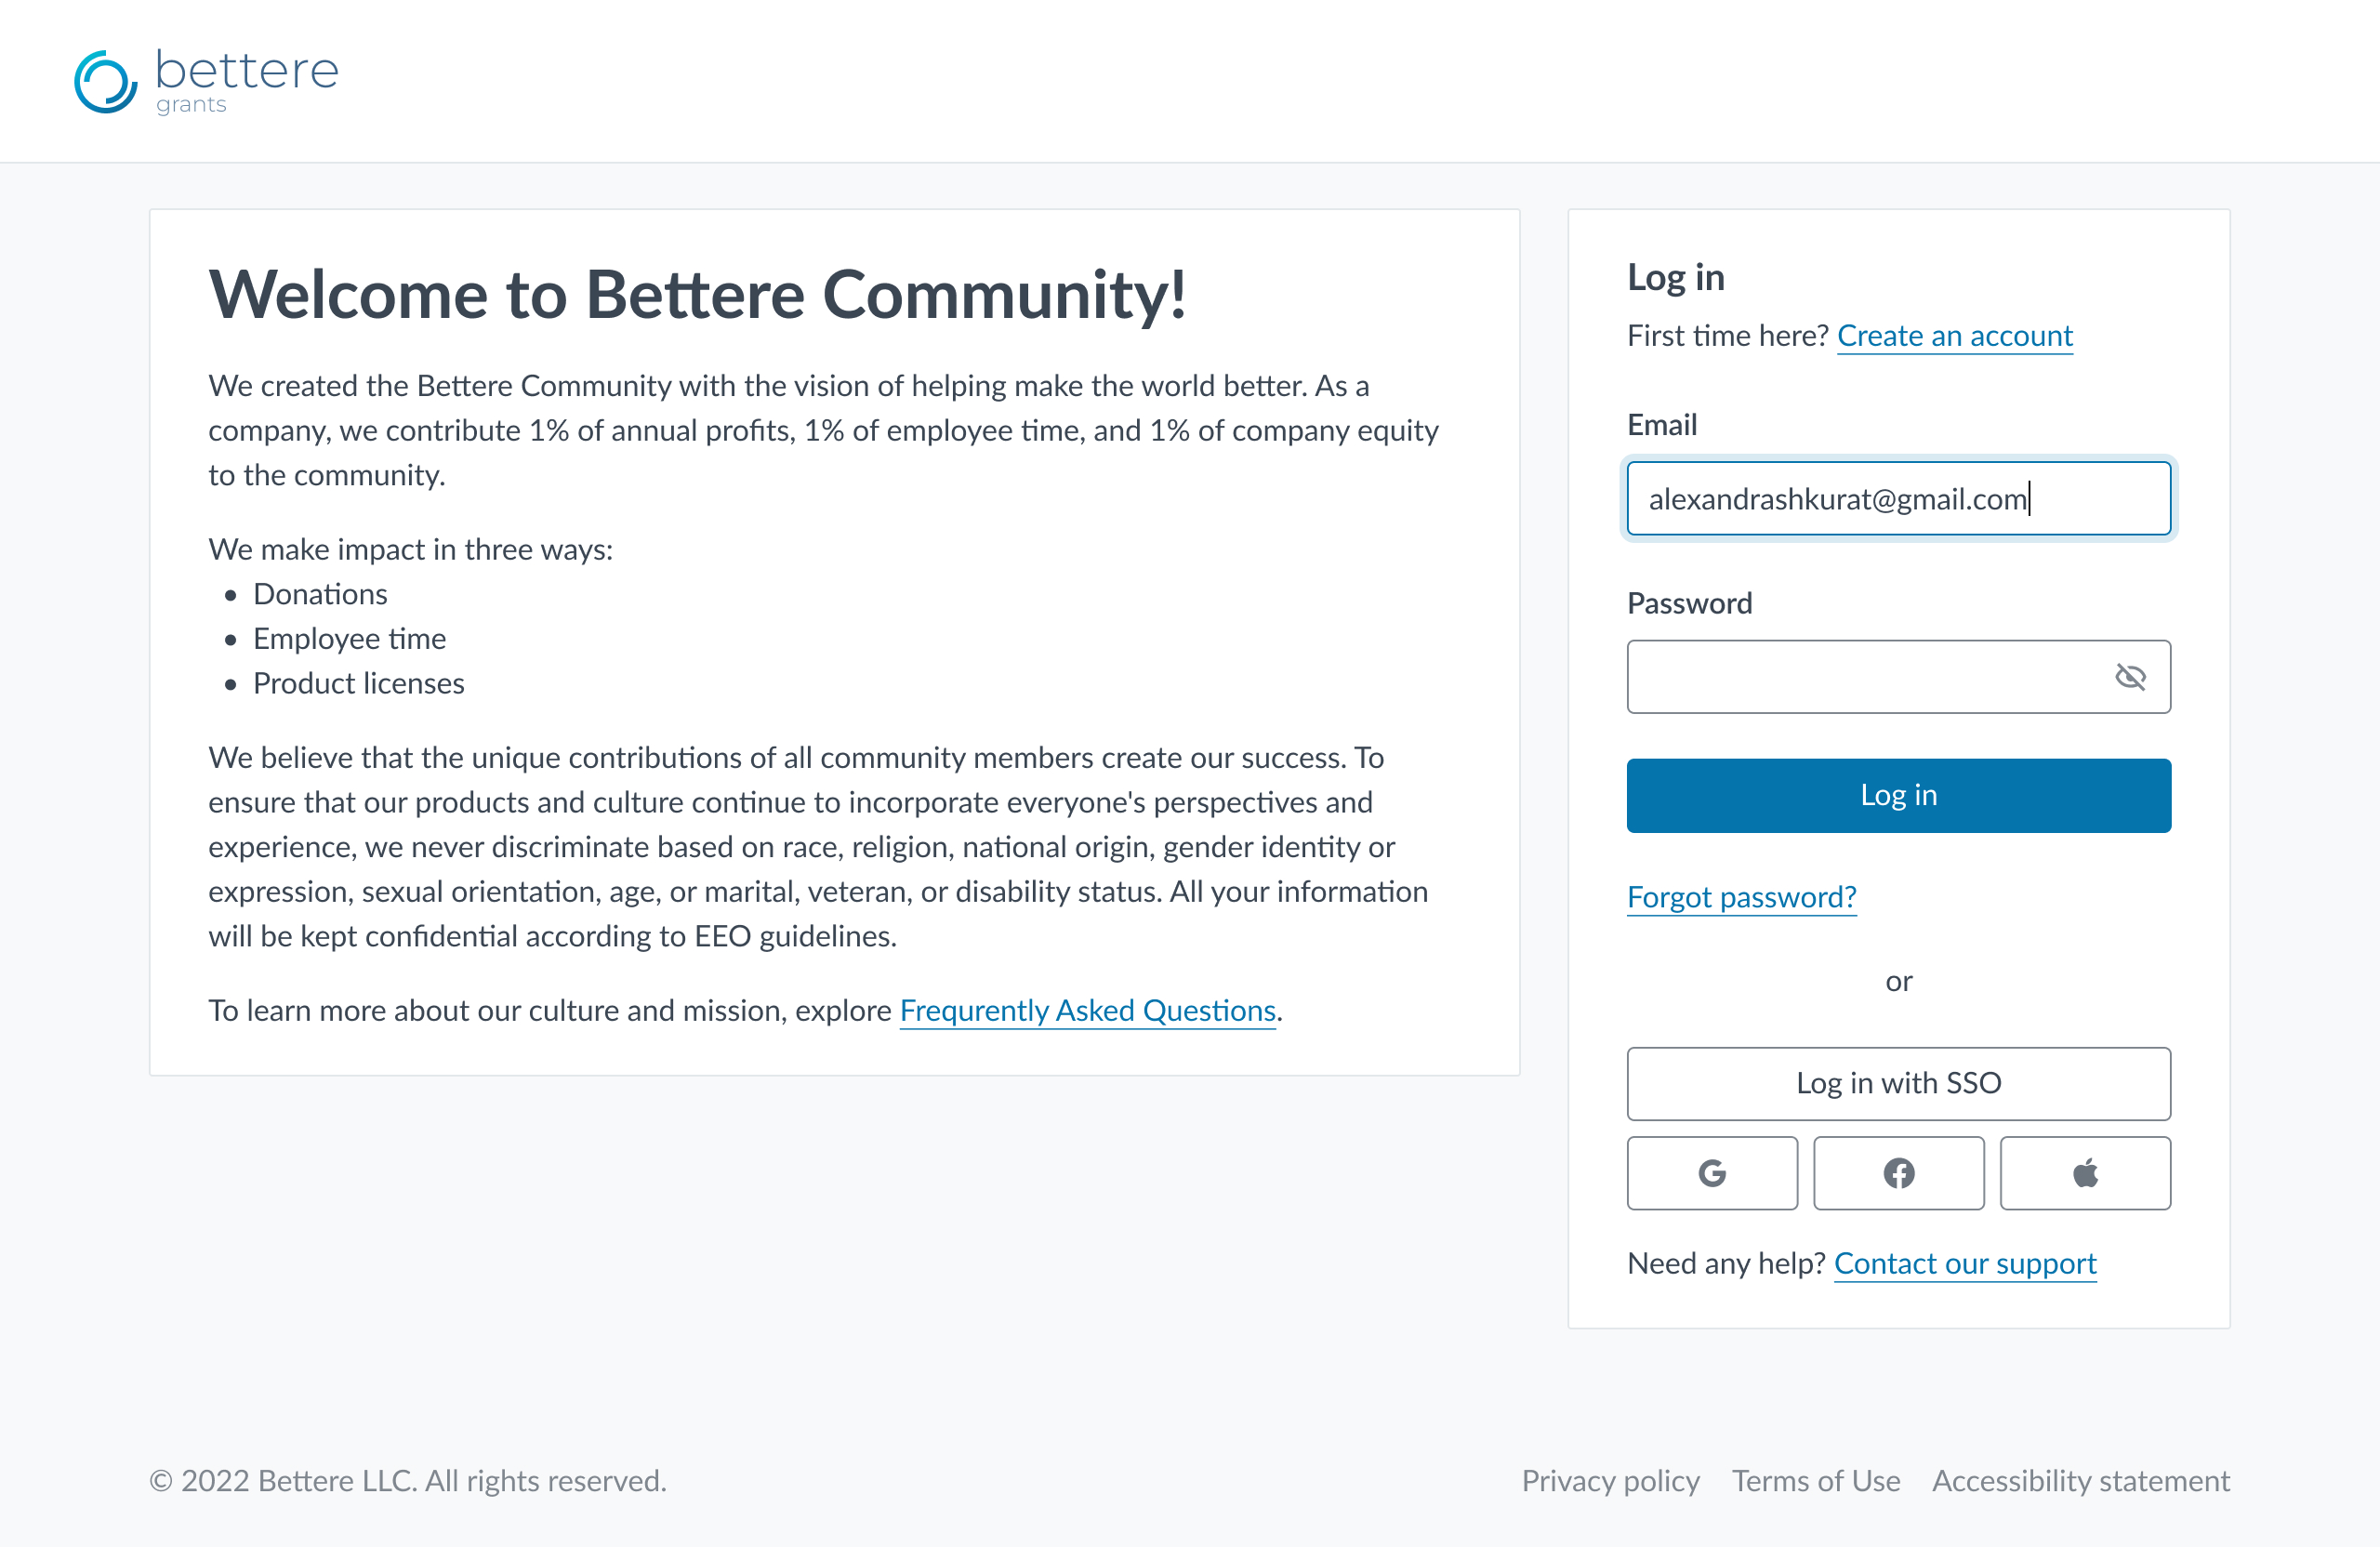 bettere
grants
Welcome to Bettere Community!
We created the Bettere Community with the vision of helping make the world better. As a
company, we contribute 1% of annual profits, 1% of employee time, and 1% of company equity
to the community.
We make impact in three ways:
• Donations
• Employee time
• Product licenses
We believe that the unique contributions of all community members create our success. To
ensure that our products and culture continue to incorporate everyone's perspectives and
experience, we never discriminate based on race, religion, national origin, gender identity or
expression, sexual orientation, age, or marital, veteran, or disability status. All your information
will be kept confidential according to EEO guidelines.
To learn more about our culture and mission, explore Frequrently Asked Questions.
Log in
First time here? Create an account
Email
alexandrashkurat@gmail.com
Password
Log in
Forgot password?
or
Log in with SSO
Need any help? Contact our support
© 2022 Bettere LLC. All rights reserved.
Privacy policy Terms of Use Accessibility statement